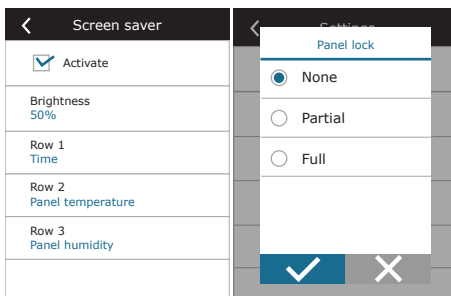 Screen saver
Activate
Brightness
50%
Row 1
Time
Row 2
Panel temperature
Row 3
Panel humidity
Settings
Panel lock
None
Partial
Full